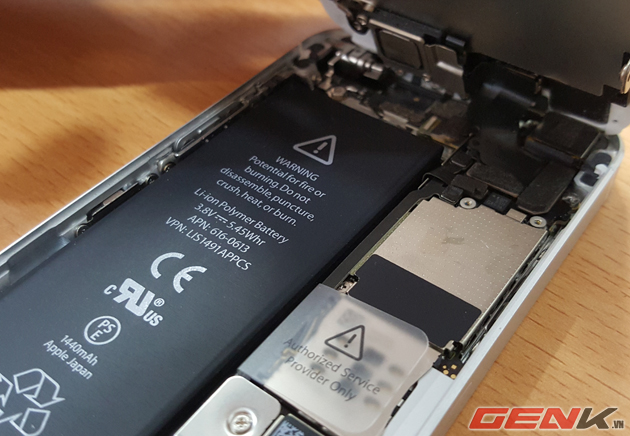 WARNING
Potential for fire or
burning. Do not
disassemble, puncture,
crush, heat, or burn.
Li-ion Polymer Battery
3.8V⎓5.45Whr
APN: 616-0613
VPN: LIS1491APPCS
CE
c RU US
PS
E
1440mAh
Apple Japan
Authorized Service
Provider Only
GENK.VN